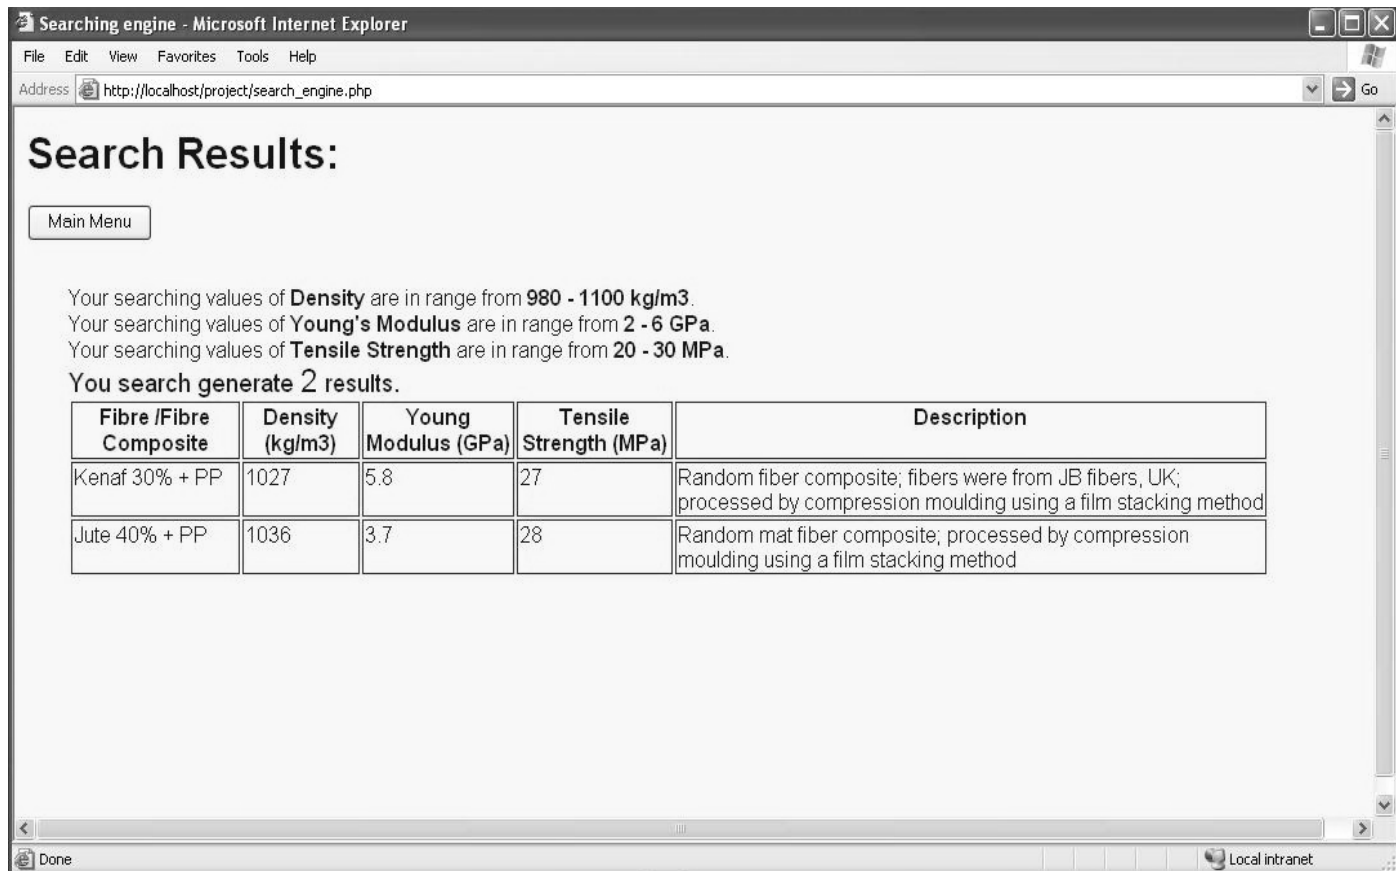 Searching engine - Microsoft Internet Explorer
File Edit View Favorites Tools Help
Address http://localhost/project/search_engine.php Go
Search Results:
Main Menu
Your searching values of Density are in range from 980 - 1100 kg/m3.
Your searching values of Young's Modulus are in range from 2 - 6 GPa.
Your searching values of Tensile Strength are in range from 20 - 30 MPa.
You search generate 2 results.
Fibre /Fibre Density Young Tensile Description
Composite (kg/m3) Modulus (GPa) Strength (MPa)
Kenaf 30% + PP 1027 5.8 27 Random fiber composite; fibers were from JB fibers, UK;
processed by compression moulding using a film stacking method
Jute 40% + PP 1036 3.7 28 Random mat fiber composite; processed by compression
moulding using a film stacking method
Done Local intranet